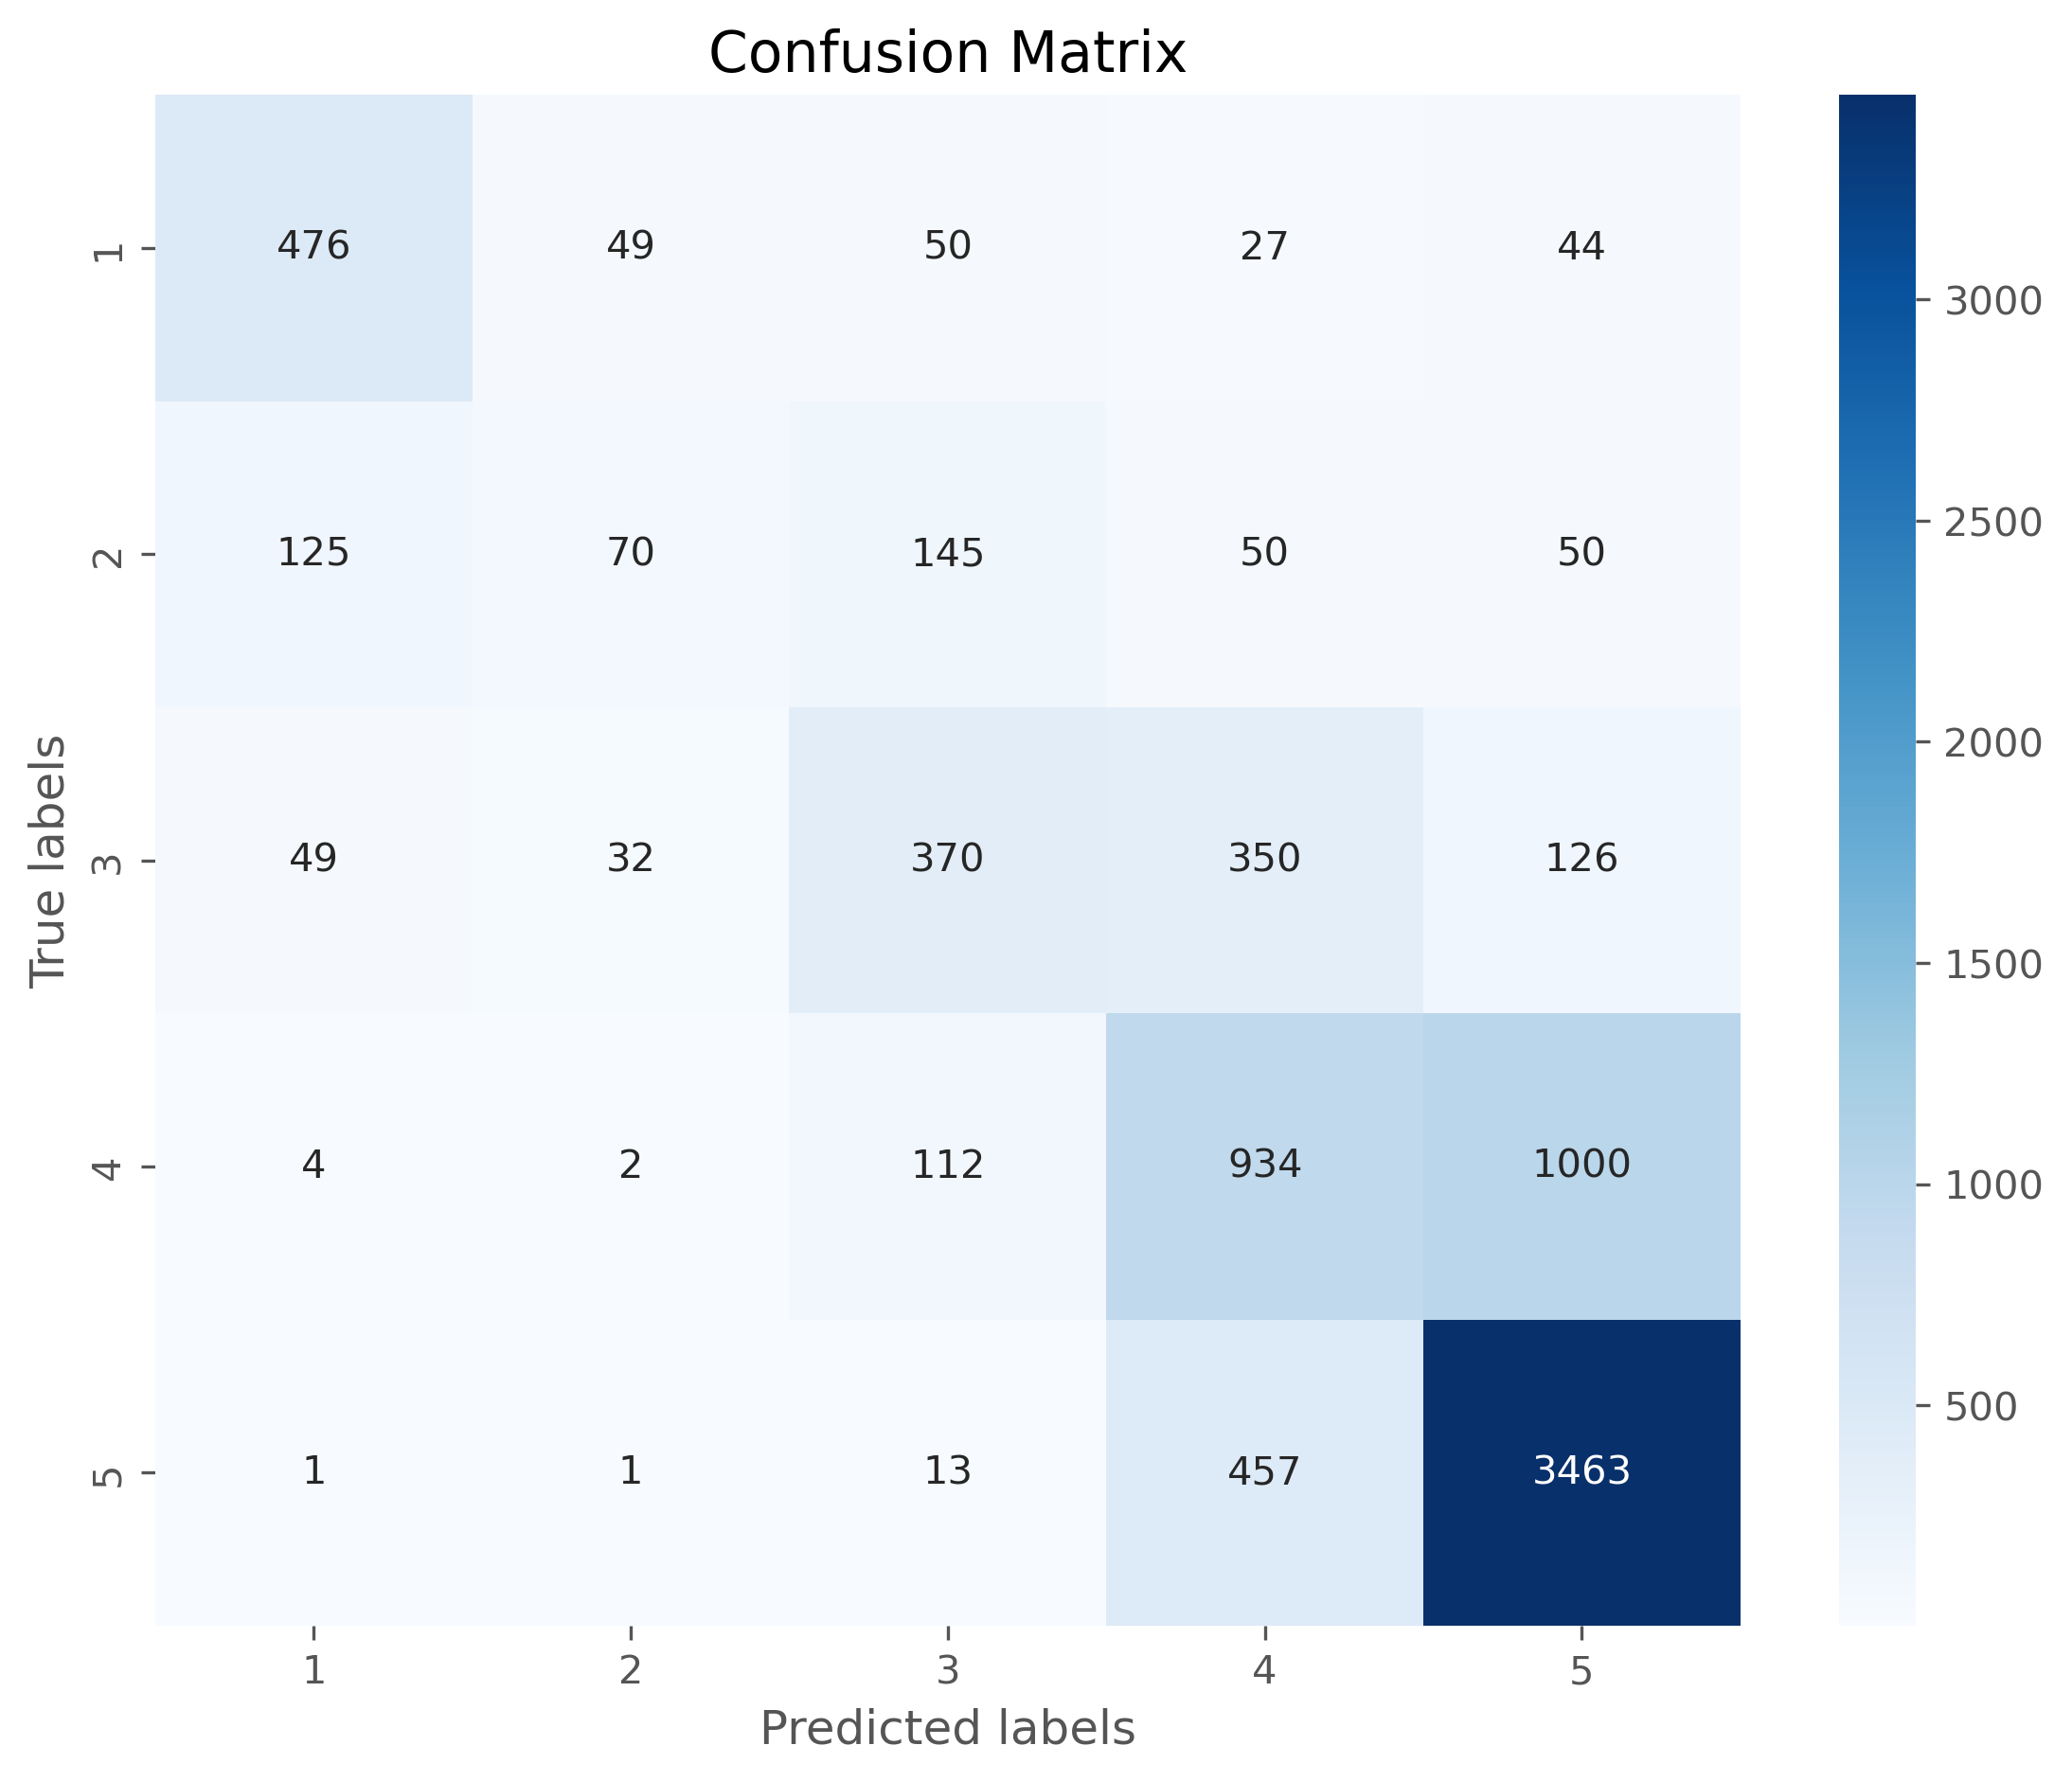 Confusion Matrix
True labels
1 476 49 50 27 44
2 125 70 145 50 50
3 49 32 370 350 126
4 4 2 112 934 1000
5 1 1 13 457 3463
1 2 3 4 5
Predicted labels
3000
2500
2000
1500
1000
500